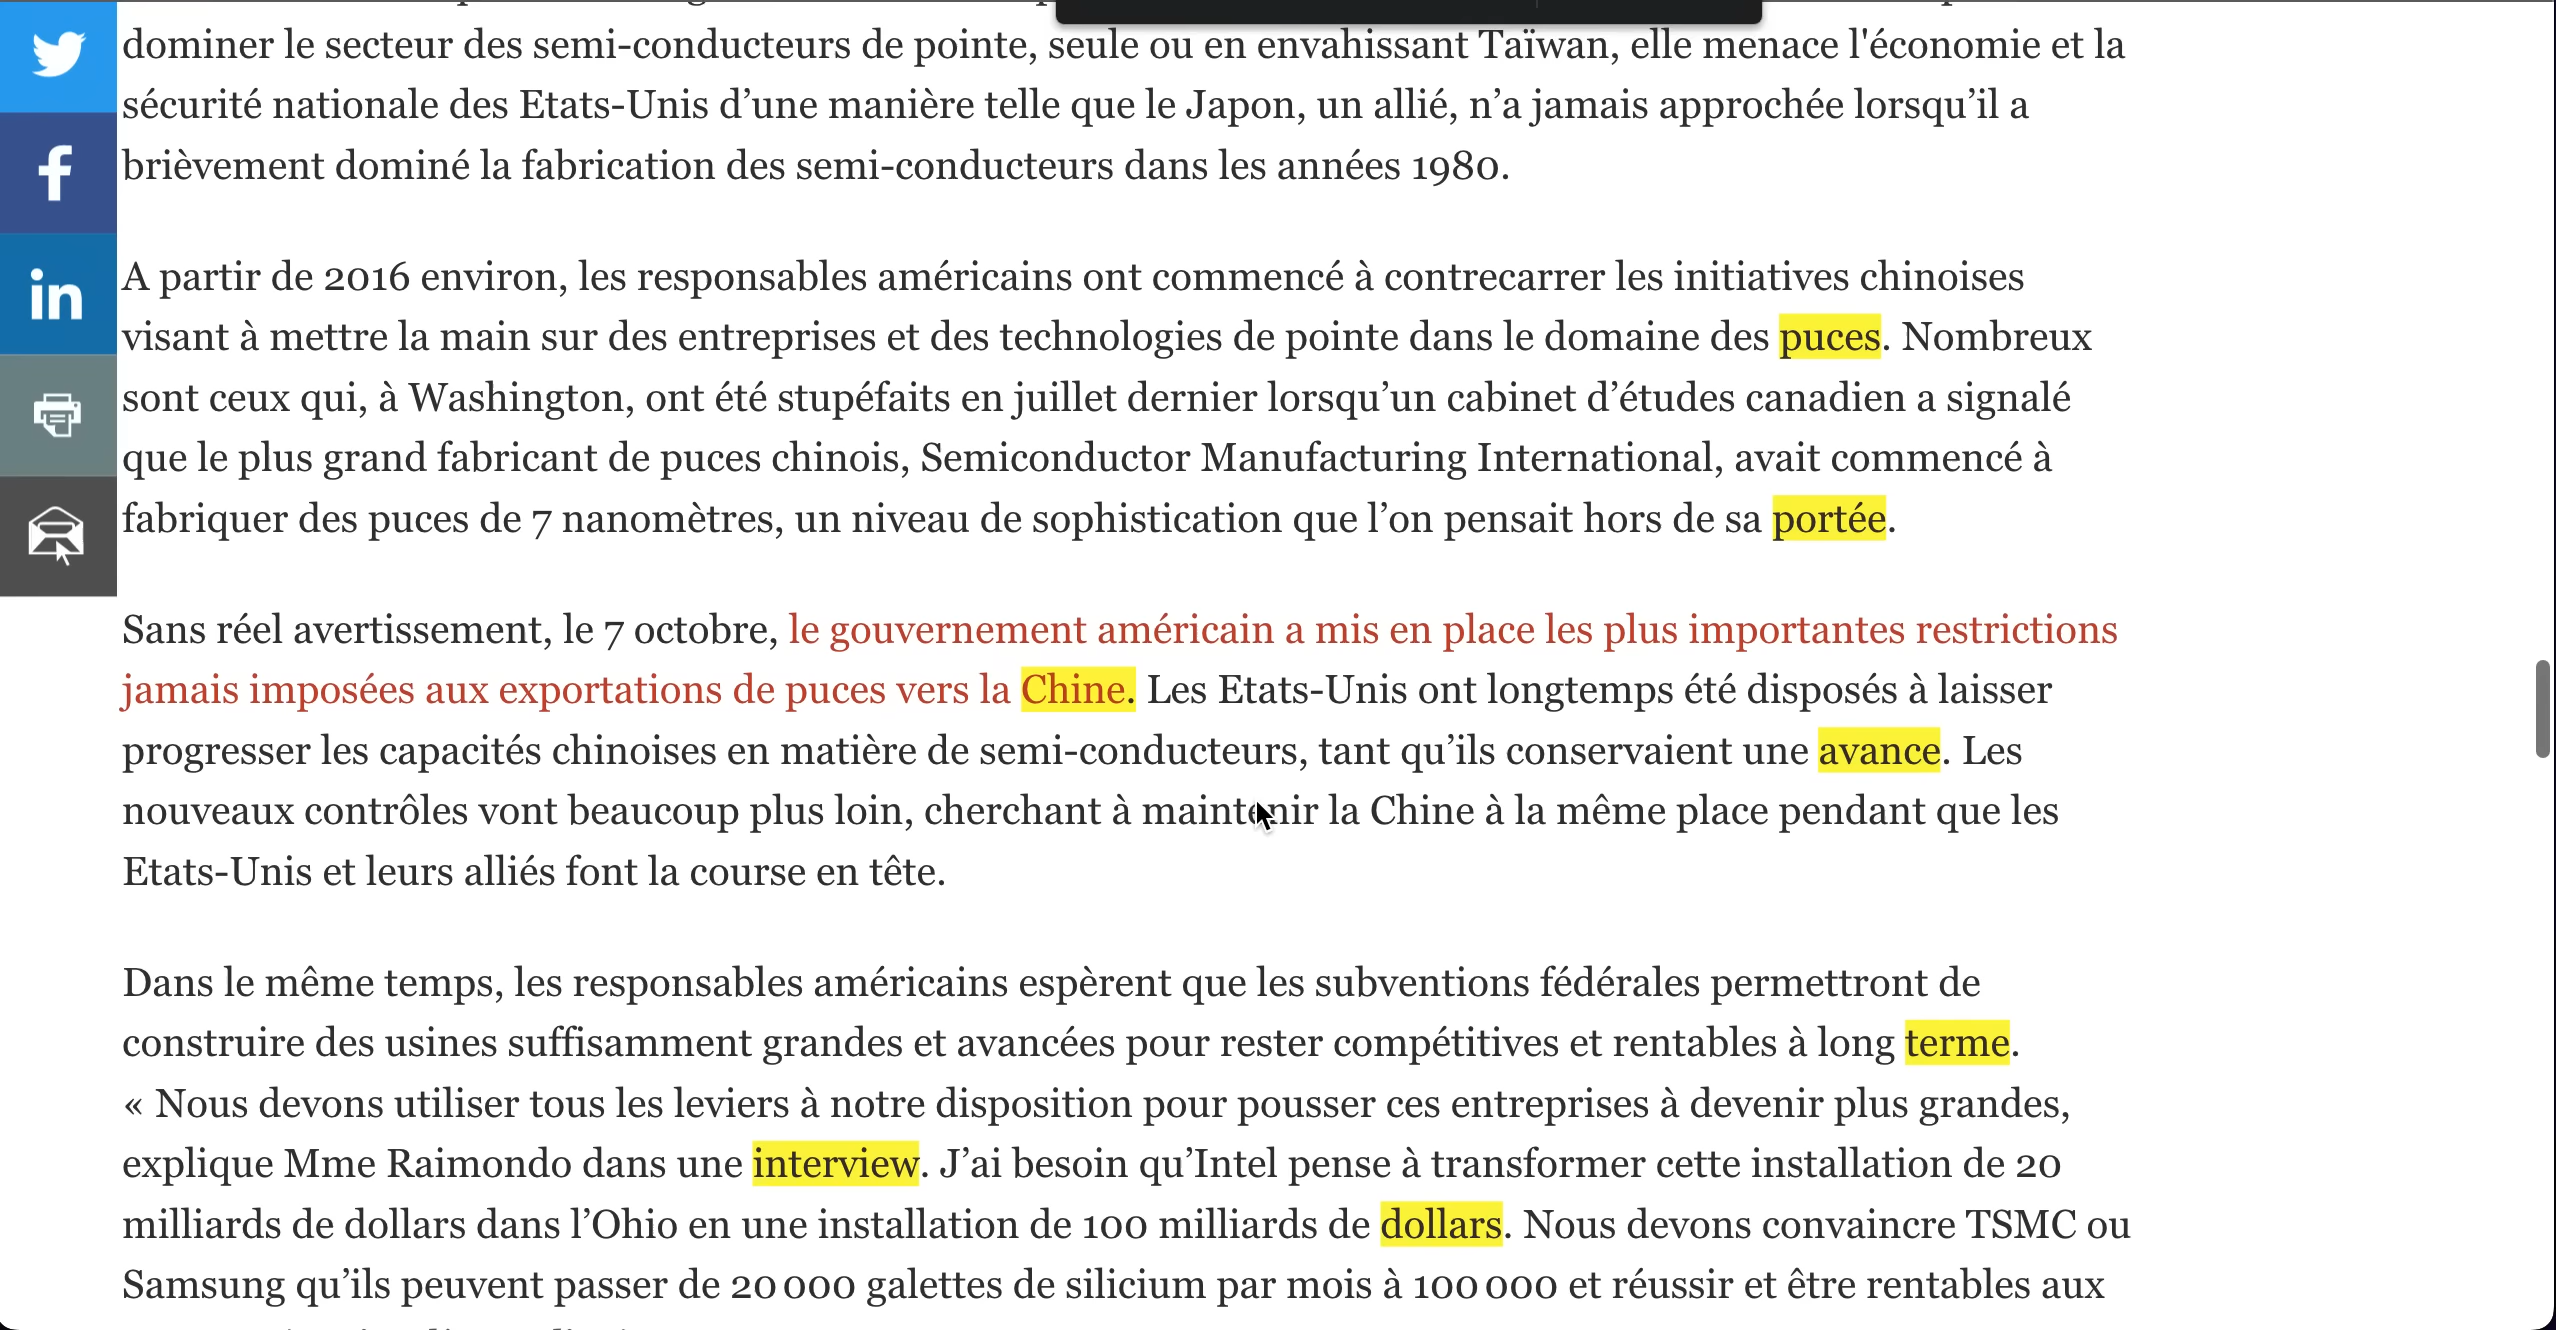 dominer le secteur des semi-conducteurs de pointe, seule ou en envahissant Taïwan, elle menace l'économie et la
sécurité nationale des Etats-Unis d’une manière telle que le Japon, un allié, n’a jamais approchée lorsqu’il a
brièvement dominé la fabrication des semi-conducteurs dans les années 1980.
A partir de 2016 environ, les responsables américains ont commencé à contrecarrer les initiatives chinoises
visant à mettre la main sur des entreprises et des technologies de pointe dans le domaine des puces. Nombreux
sont ceux qui, à Washington, ont été stupéfaits en juillet dernier lorsqu’un cabinet d’études canadien a signalé
que le plus grand fabricant de puces chinois, Semiconductor Manufacturing International, avait commencé à
fabriquer des puces de 7 nanomètres, un niveau de sophistication que l’on pensait hors de sa portée.
Sans réel avertissement, le 7 octobre, le gouvernement américain a mis en place les plus importantes restrictions
jamais imposées aux exportations de puces vers la Chine. Les Etats-Unis ont longtemps été disposés à laisser
progresser les capacités chinoises en matière de semi-conducteurs, tant qu’ils conservaient une avance. Les
nouveaux contrôles vont beaucoup plus loin, cherchant à maintenir la Chine à la même place pendant que les
Etats-Unis et leurs alliés font la course en tête.
Dans le même temps, les responsables américains espèrent que les subventions fédérales permettront de
construire des usines suffisamment grandes et avancées pour rester compétitives et rentables à long terme.
« Nous devons utiliser tous les leviers à notre disposition pour pousser ces entreprises à devenir plus grandes,
explique Mme Raimondo dans une interview. J’ai besoin qu’Intel pense à transformer cette installation de 20
milliards de dollars dans l’Ohio en une installation de 100 milliards de dollars. Nous devons convaincre TSMC ou
Samsung qu’ils peuvent passer de 20 000 galettes de silicium par mois à 100 000 et réussir et être rentables aux